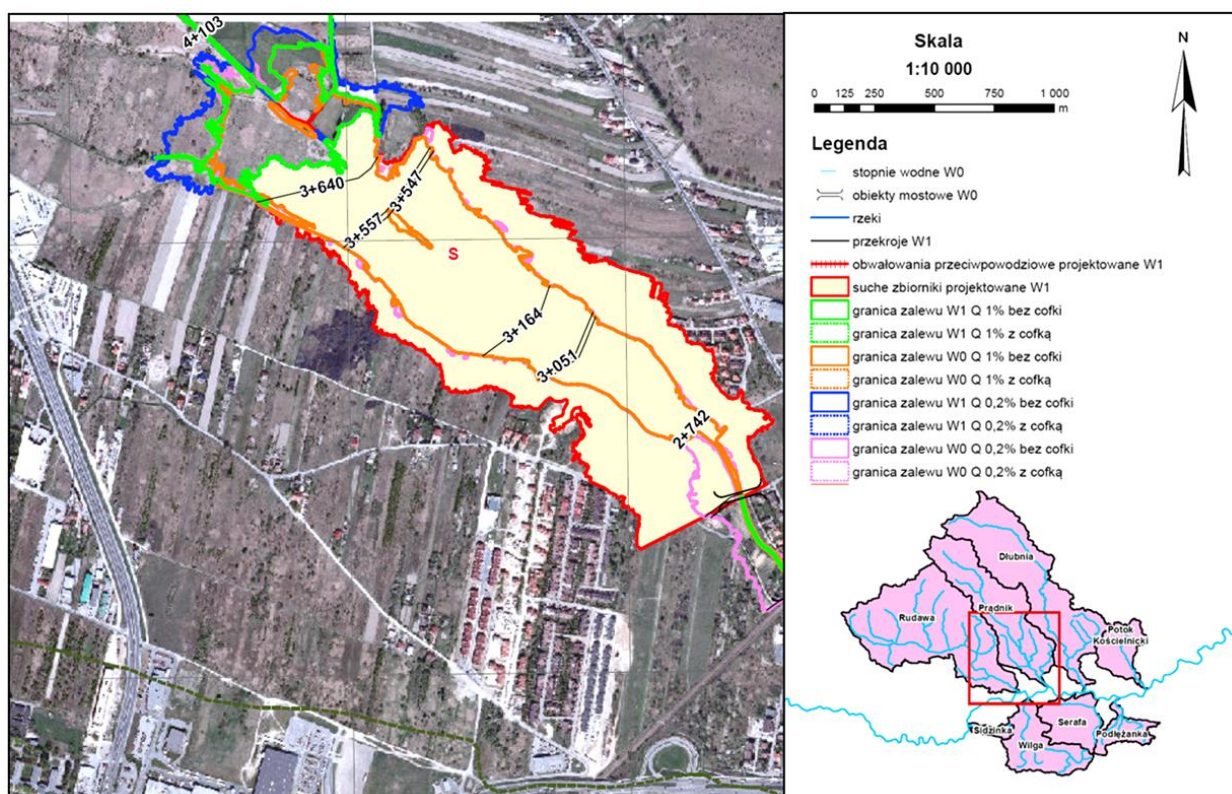 4+103
3+640
3+557
3+547
S
3+164
3+051
2+742
Skala
1:10 000
0 125 250 500 750 1 000
m
N
Legenda
stopnie wodne W0
obiekty mostowe W0
rzeki
przekroje W1
obwałowania przeciwpowodziowe projektowane W1
suche zbiorniki projektowane W1
granica zalewu W1 Q 1% bez cofki
granica zalewu W1 Q 1% z cofką
granica zalewu W0 Q 1% bez cofki
granica zalewu W0 Q 1% z cofką
granica zalewu W1 Q 0,2% bez cofki
granica zalewu W1 Q 0,2% z cofką
granica zalewu W0 Q 0,2% bez cofki
granica zalewu W0 Q 0,2% z cofką
Dłubnia
Prądnik
Rudawa
Potok
Kościelnicki
Serafa
Sidzinka
Podłężanka
Wilga